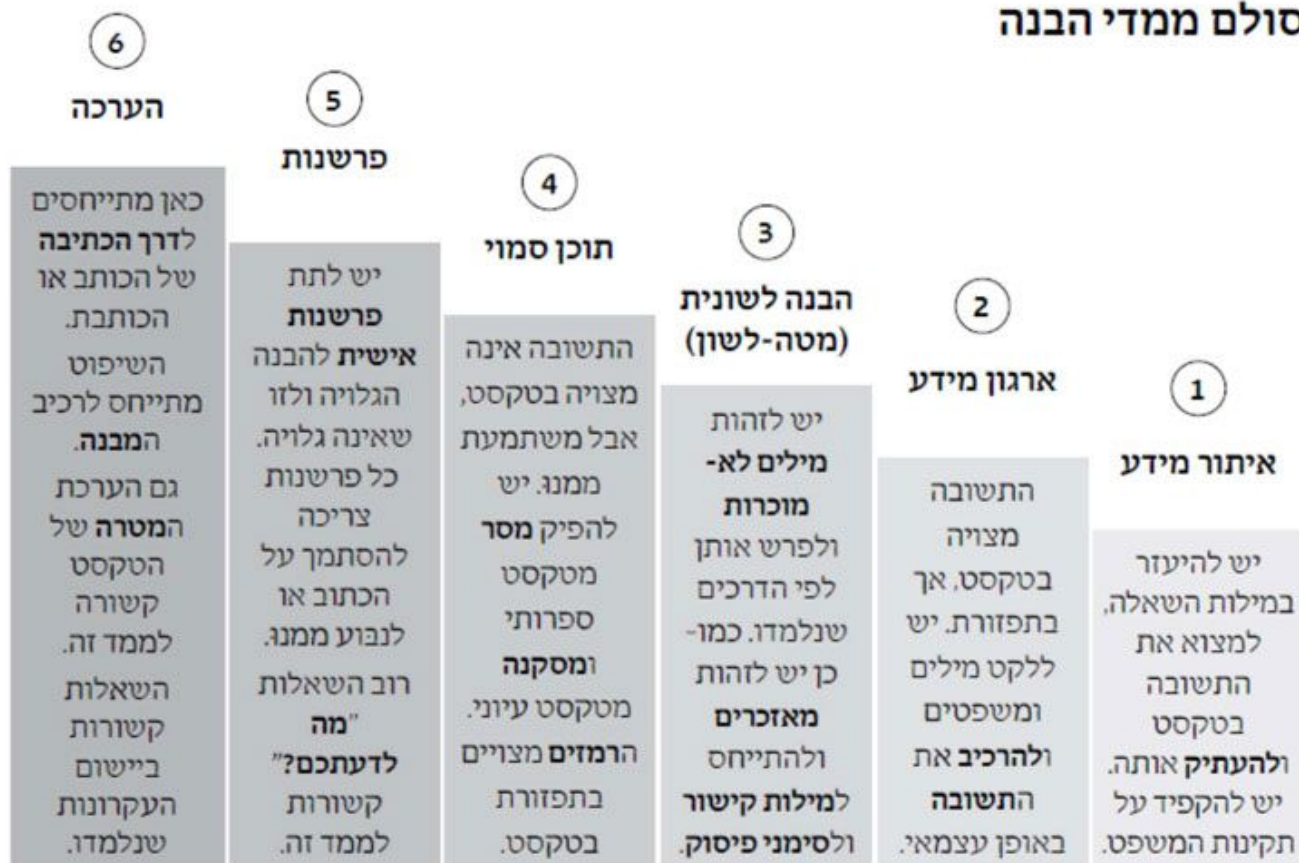 סולם ממדי הבנה
1
איתור מידע
יש להיעזר
במילות השאלה,
למצוא את
התשובה
בטקסט
ולהעתיק אותה.
יש להקפיד על
תקינות המשפט.
2
ארגון מידע
התשובה
מצויה
בטקסט, אך
בתפזורת. יש
ללקט מילים
ומשפטים
ולהרכיב את
התשובה
באופן עצמאי.
3
הבנה לשונית
(מטה-לשון)
יש לזהות
מילים לא-
מוכרות
ולפרש אותן
לפי הדרכים
שנלמדו. כמו-
כן יש לזהות
מאזכרים
ולהתייחס
למילות קישור
ולסימני פיסוק.
4
תוכן סמוי
התשובה אינה
מצויה בטקסט,
אבל משתמעת
ממנוּ. יש
להפיק מסר
מטקסט
ספרותי
ומסקנה
מטקסט עיוני.
הרמזים מצויים
בתפזורת
בטקסט.
5
פרשנות
יש לתת
פרשנות
אישית להבנה
הגלויה ולזו
שאינה גלויה.
כל פרשנות
צריכה
להסתמך על
הכתוב או
לנבּוע ממנוּ.
רוב השאלות
"מה
לדעתכם?"
קשורות
לממד זה.
6
הערכה
כאן מתייחסים
לדרך הכתיבה
של הכותב או
הכותבת.
השיפוט
מתייחס לרכיב
המבנה.
גם הערכת
המטרה של
הטקסט
קשורה
לממד זה.
השאלות
קשורות
ביישום
העקרונות
שנלמדו.